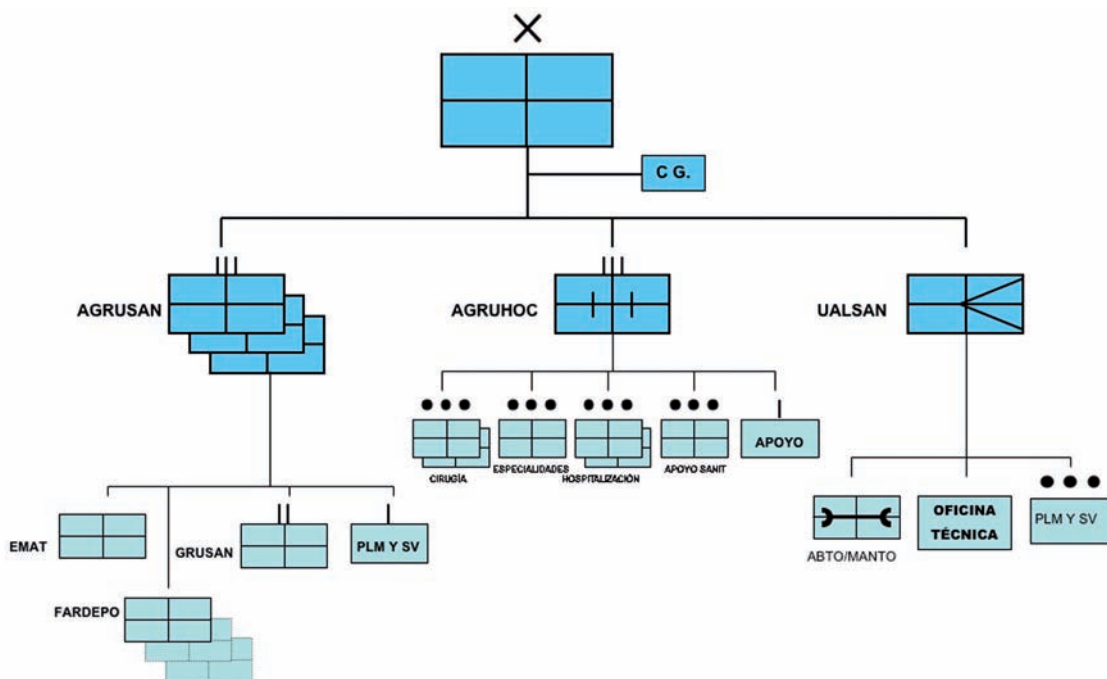 C G.
AGRUSAN
AGRUHOC
UALSAN
CIRUGÍA
ESPECIALIDADES
HOSPITALIZACIÓN
APOYO SANIT
APOYO
EMAT
GRUSAN
PLM Y SV
FARDEPO
ABTO/MANTO
OFICINA
TÉCNICA
PLM Y SV